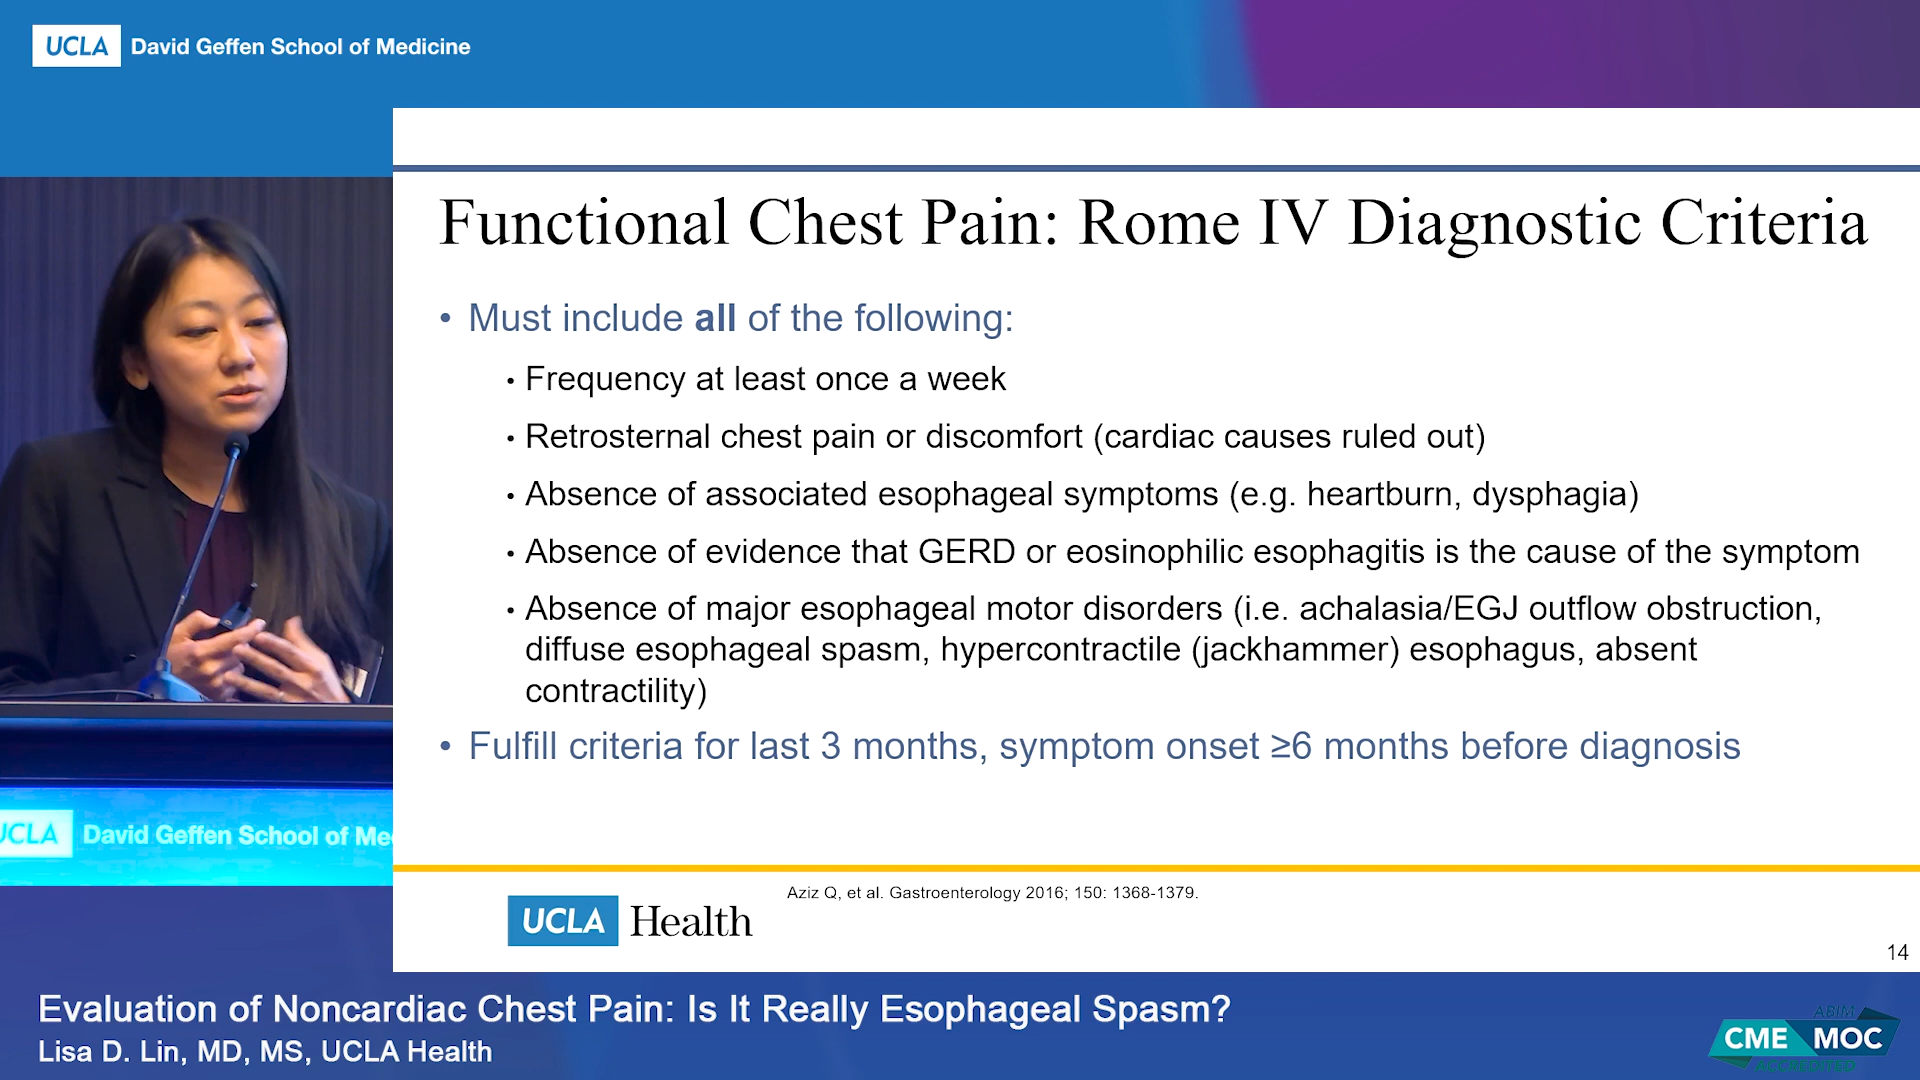 UCLA David Geffen School of Medicine
Functional Chest Pain: Rome IV Diagnostic Criteria
• Must include all of the following:
• Frequency at least once a week
• Retrosternal chest pain or discomfort (cardiac causes ruled out)
• Absence of associated esophageal symptoms (e.g. heartburn, dysphagia)
• Absence of evidence that GERD or eosinophilic esophagitis is the cause of the symptom
• Absence of major esophageal motor disorders (i.e. achalasia/EGJ outflow obstruction,
diffuse esophageal spasm, hypercontractile (jackhammer) esophagus, absent
contractility)
• Fulfill criteria for last 3 months, symptom onset ≥6 months before diagnosis
UCLA David Geffen School of Me
Aziz Q, et al. Gastroenterology 2016; 150: 1368-1379.
UCLA Health
14
Evaluation of Noncardiac Chest Pain: Is It Really Esophageal Spasm?
Lisa D. Lin, MD, MS, UCLA Health
ABIM
CME MOC
ACCREDITED